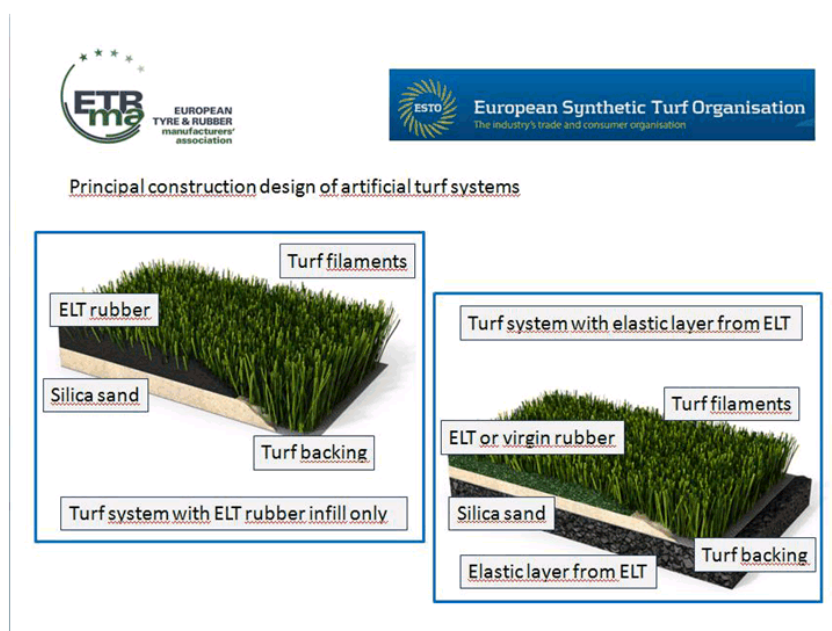 ETRma
EUROPEAN
TYRE & RUBBER
manufacturers'
association
ESTO
European Synthetic Turf Organisation
The industry's trade and consumer organisation
Principal construction design of artificial turf systems
Turf filaments
ELT rubber
Silica sand
Turf backing
Turf system with ELT rubber infill only
Turf system with elastic layer from ELT
Turf filaments
ELT or virgin rubber
Silica sand
Turf backing
Elastic layer from ELT